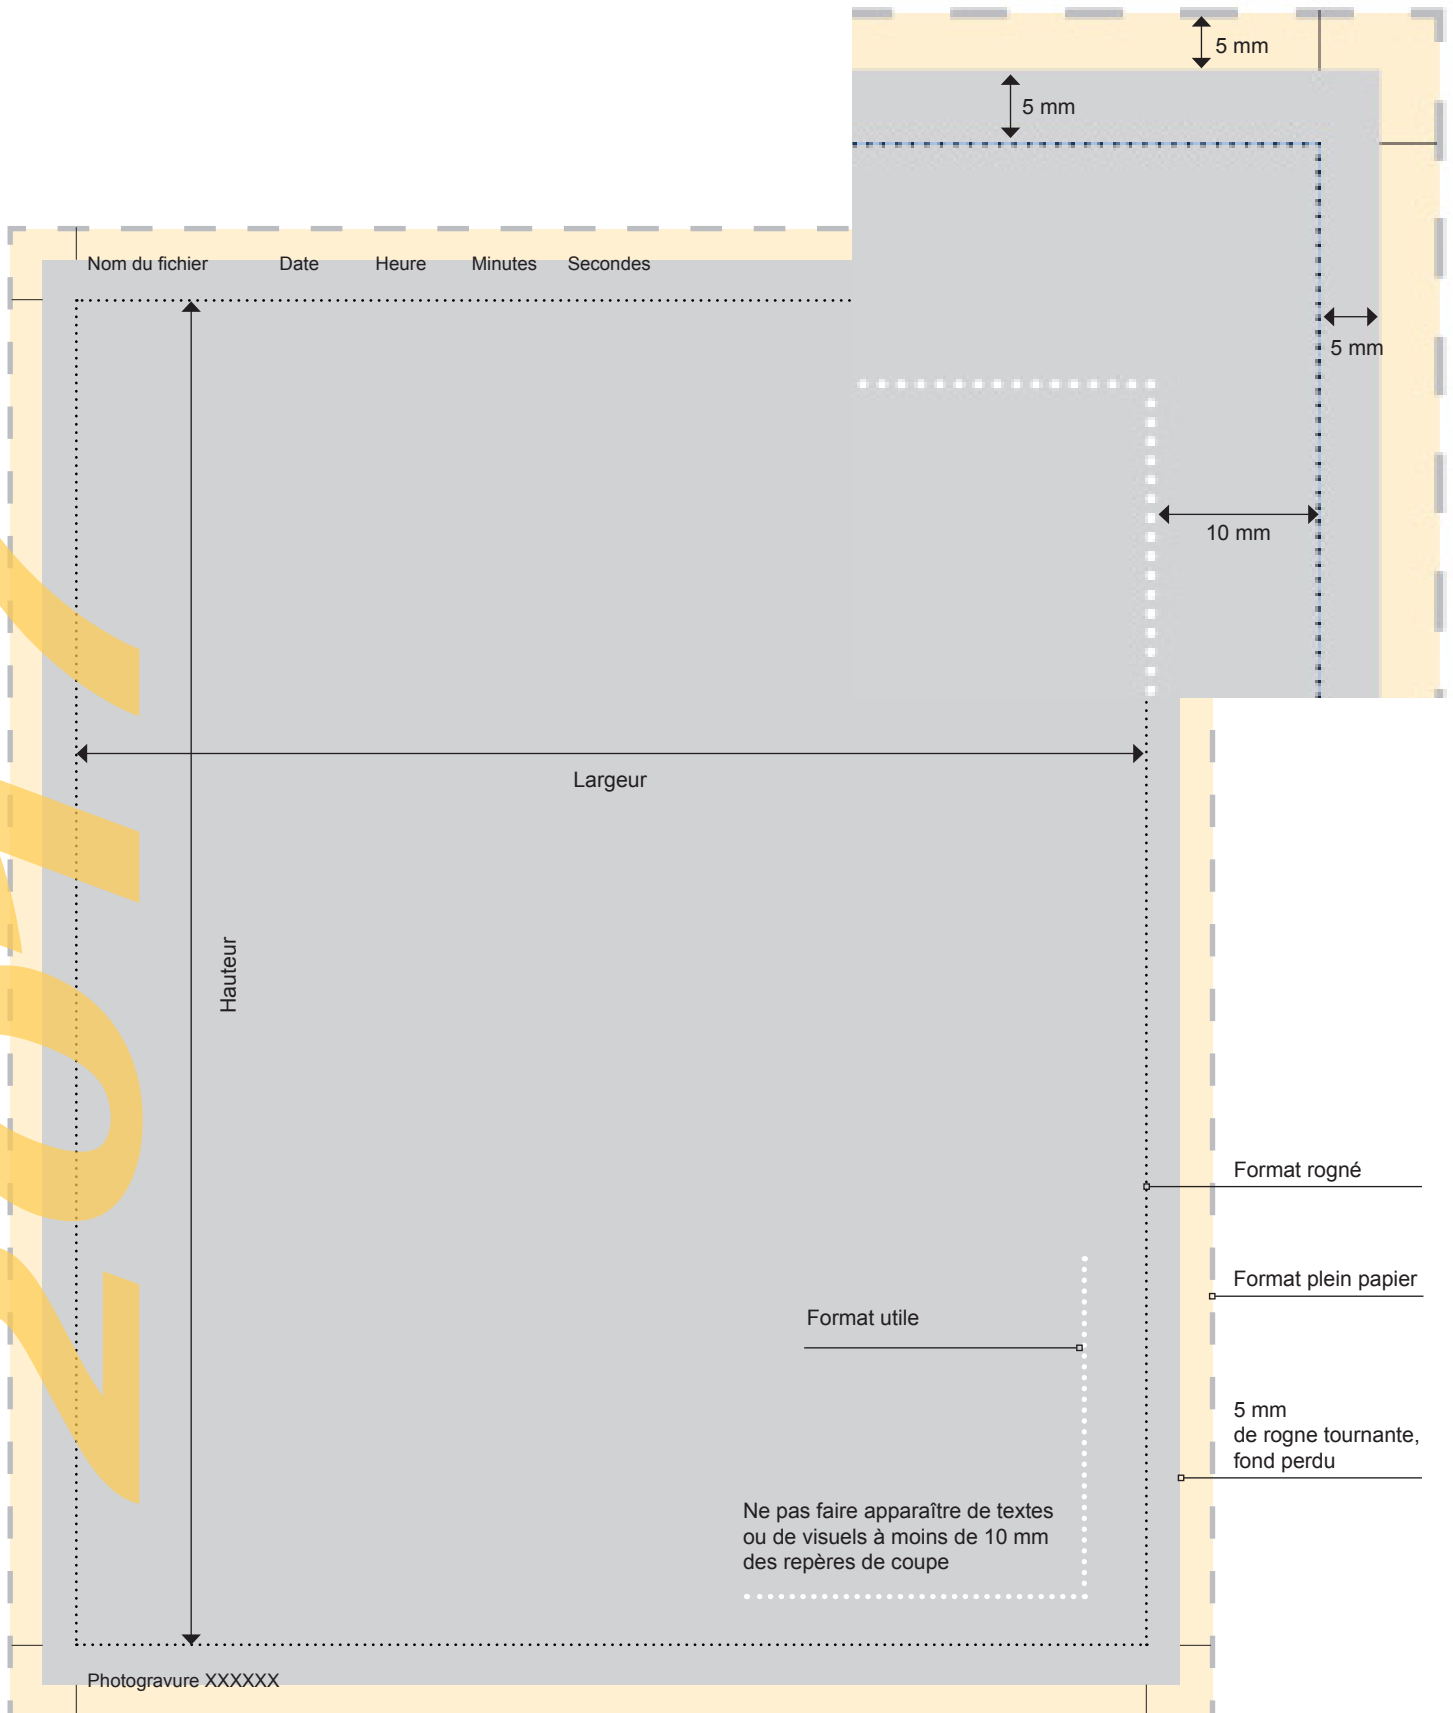 5 mm
5 mm
Nom du fichier Date Heure Minutes Secondes
5 mm
10 mm
Largeur
Hauteur
Format rogné
Format plein papier
Format utile
5 mm
de rogne tournante,
fond perdu
Ne pas faire apparaître de textes
ou de visuels à moins de 10 mm
des repères de coupe
Photogravure XXXXXX